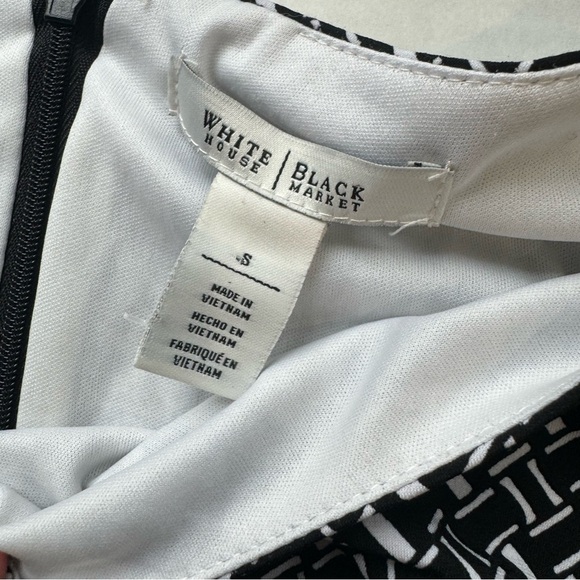 WHITE HOUSE | BLACK MARKET
S
MADE IN
VIETNAM
HECHO EN
VIETNAM
FABRIQUÉ EN
VIETNAM